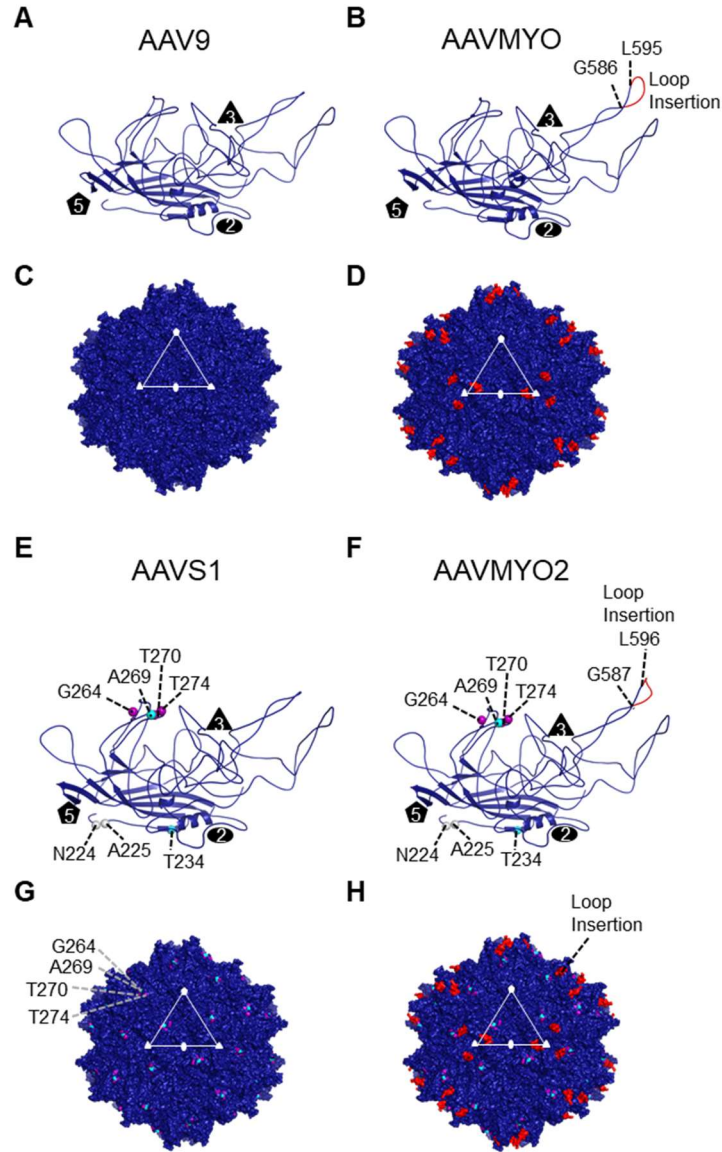 A
AAV9
B
AAVMYO
L595
G586
Loop
Insertion
3
3
5
2
5
2
C
D
E
AAVS1
F
AAVMYO2
Loop
Insertion
L596
T270
A269
T274
G264
G587
T270
A269
T274
G264
3
3
5
2
5
2
N224
A225
T234
N224
A225
T234
G
H
Loop
Insertion
G264
A269
T270
T274